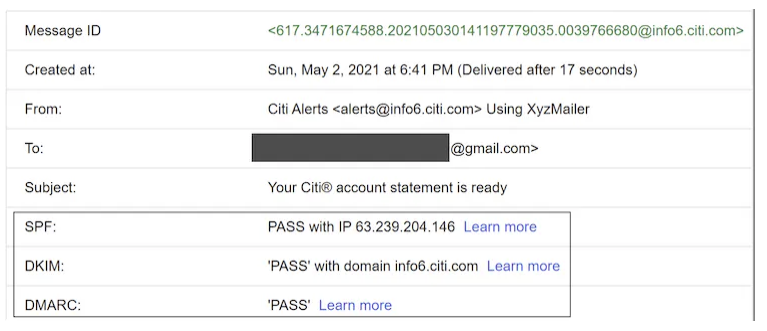 Message ID <617.3471674588.202105030141197779035.0039766680@info6.citi.com>
Created at: Sun, May 2, 2021 at 6:41 PM (Delivered after 17 seconds)
From: Citi Alerts <alerts@info6.citi.com> Using XyzMailer
To: @gmail.com>
Subject: Your Citi® account statement is ready
SPF: PASS with IP 63.239.204.146 Learn more
DKIM: 'PASS' with domain info6.citi.com Learn more
DMARC: 'PASS' Learn more